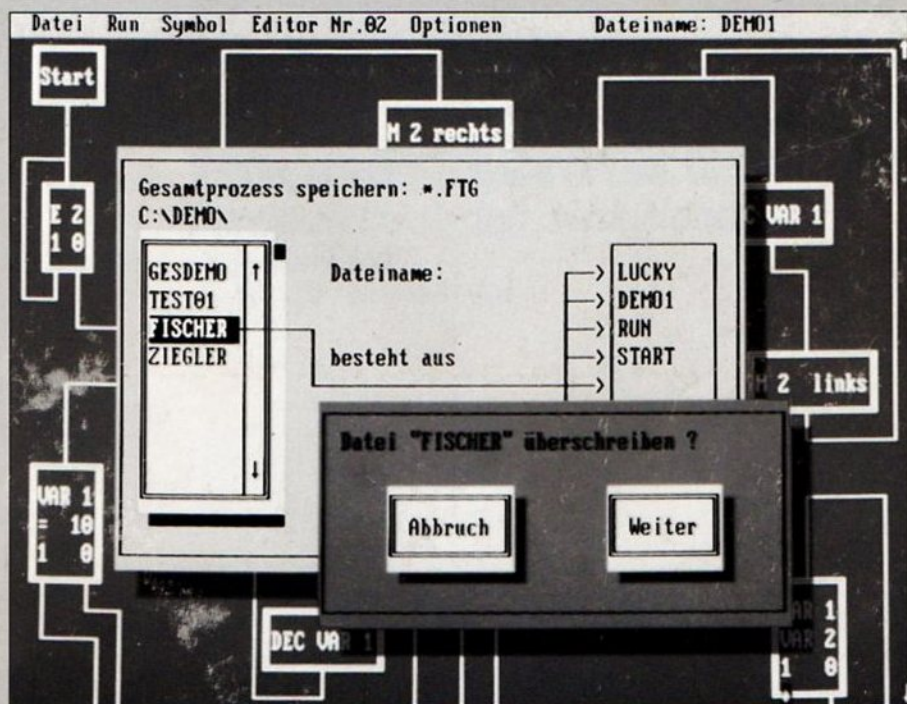 Datei Run Symbol Editor Nr.02 Optionen Dateiname: DEMO1
Start
M 2 rechts
Gesamtprozess speichern: *.FTG
C:\DEMO\
E 2
1 0
VAR 1
GESDEMO
TEST01
FISCHER
ZIEGLER
Dateiname:
besteht aus
LUCKY
DEMO1
RUN
START
M 2 links
Datei "FISCHER" überschreiben ?
Abbruch
Weiter
VAR 1
= 10
1 0
DEC VAR 1
VAR 1
VAR 2
1 0